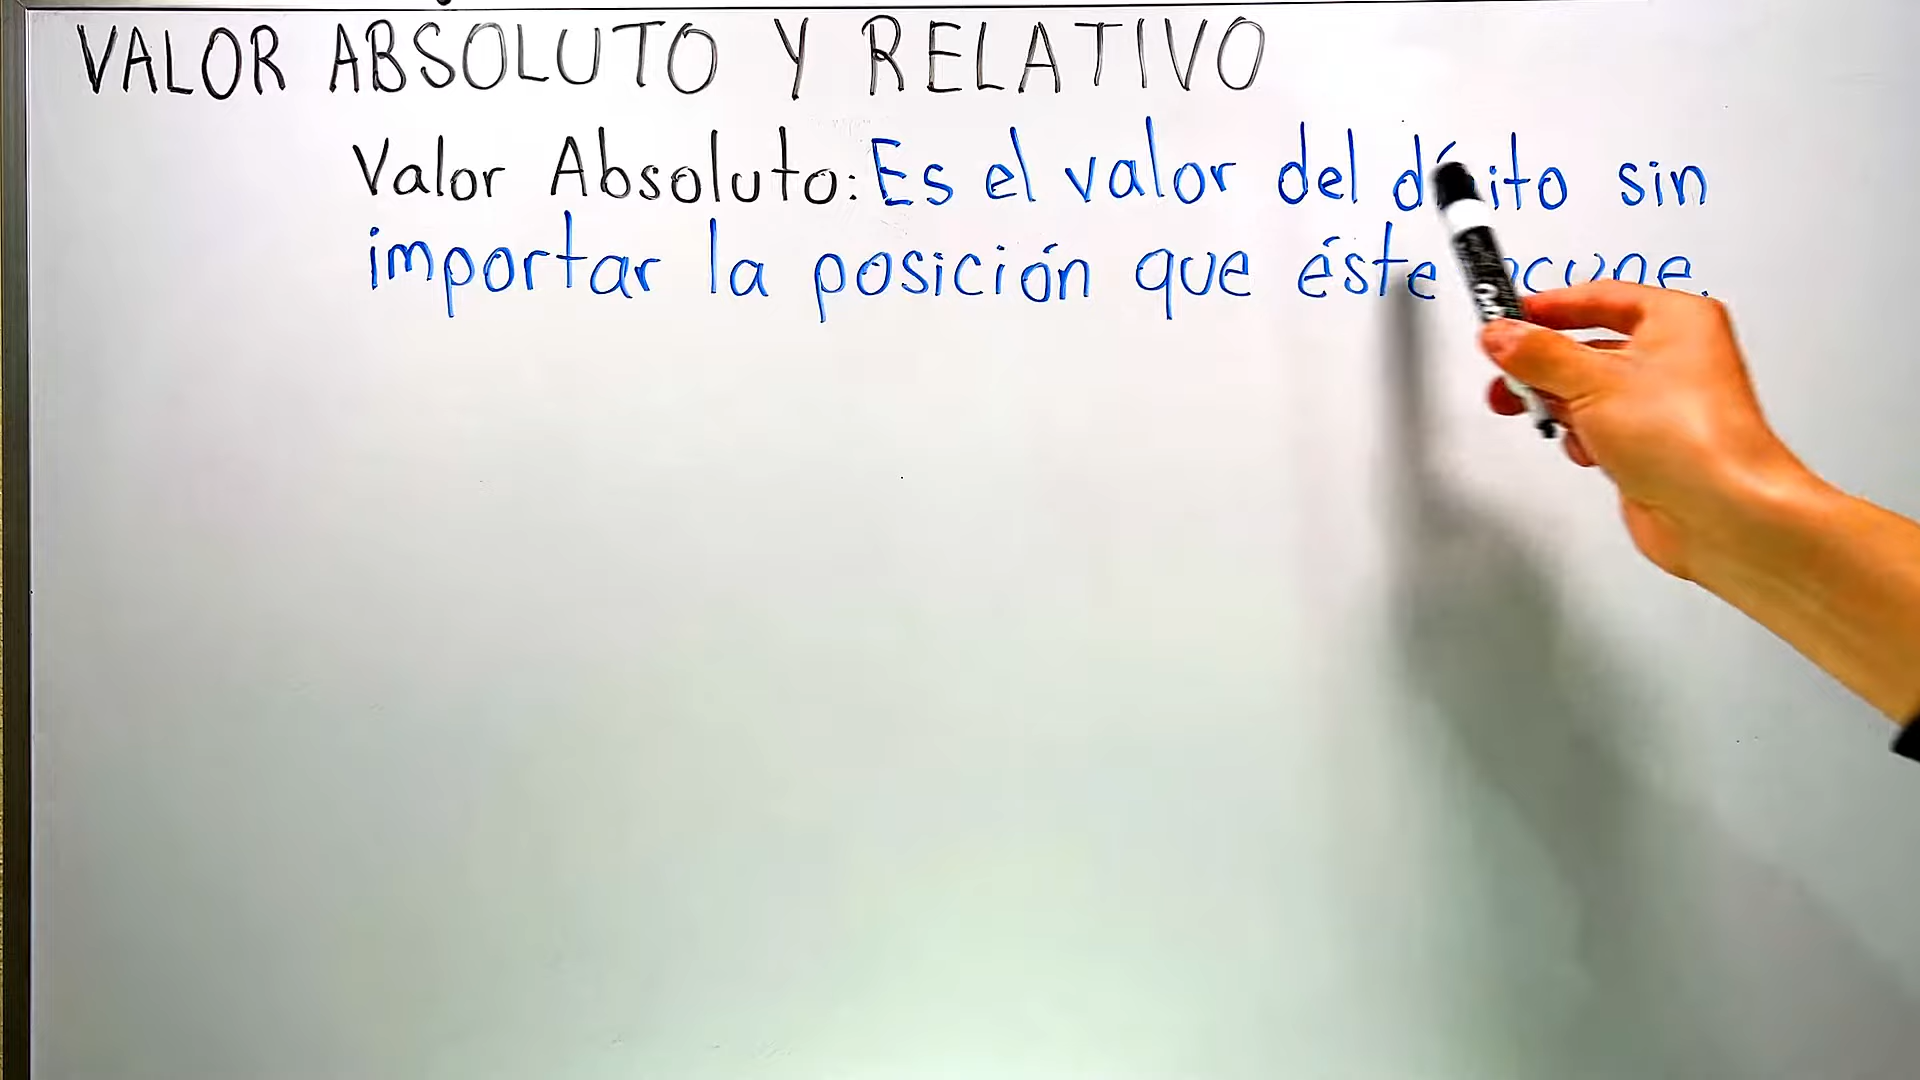 VALOR ABSOLUTO Y RELATIVO
Valor Absoluto: Es el valor del sin
importar la posición que éste